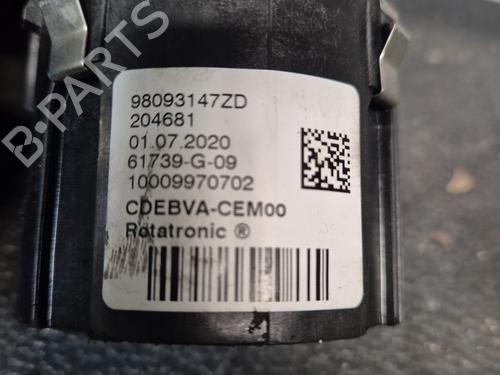 B-PARTS
98093147ZD
204681
01.07.2020
61739-G-09
10009970702
CDEBVA-CEM00
Rotatronic ®